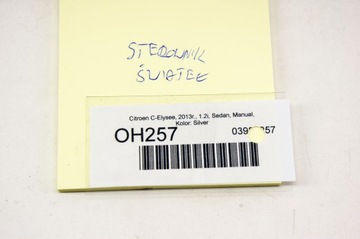 STEROWNIK
ŚWIATEŁ
Citroen C-Elysee, 2013r., 1.2i, Sedan, Manual,
Kolor: Silver
OH257